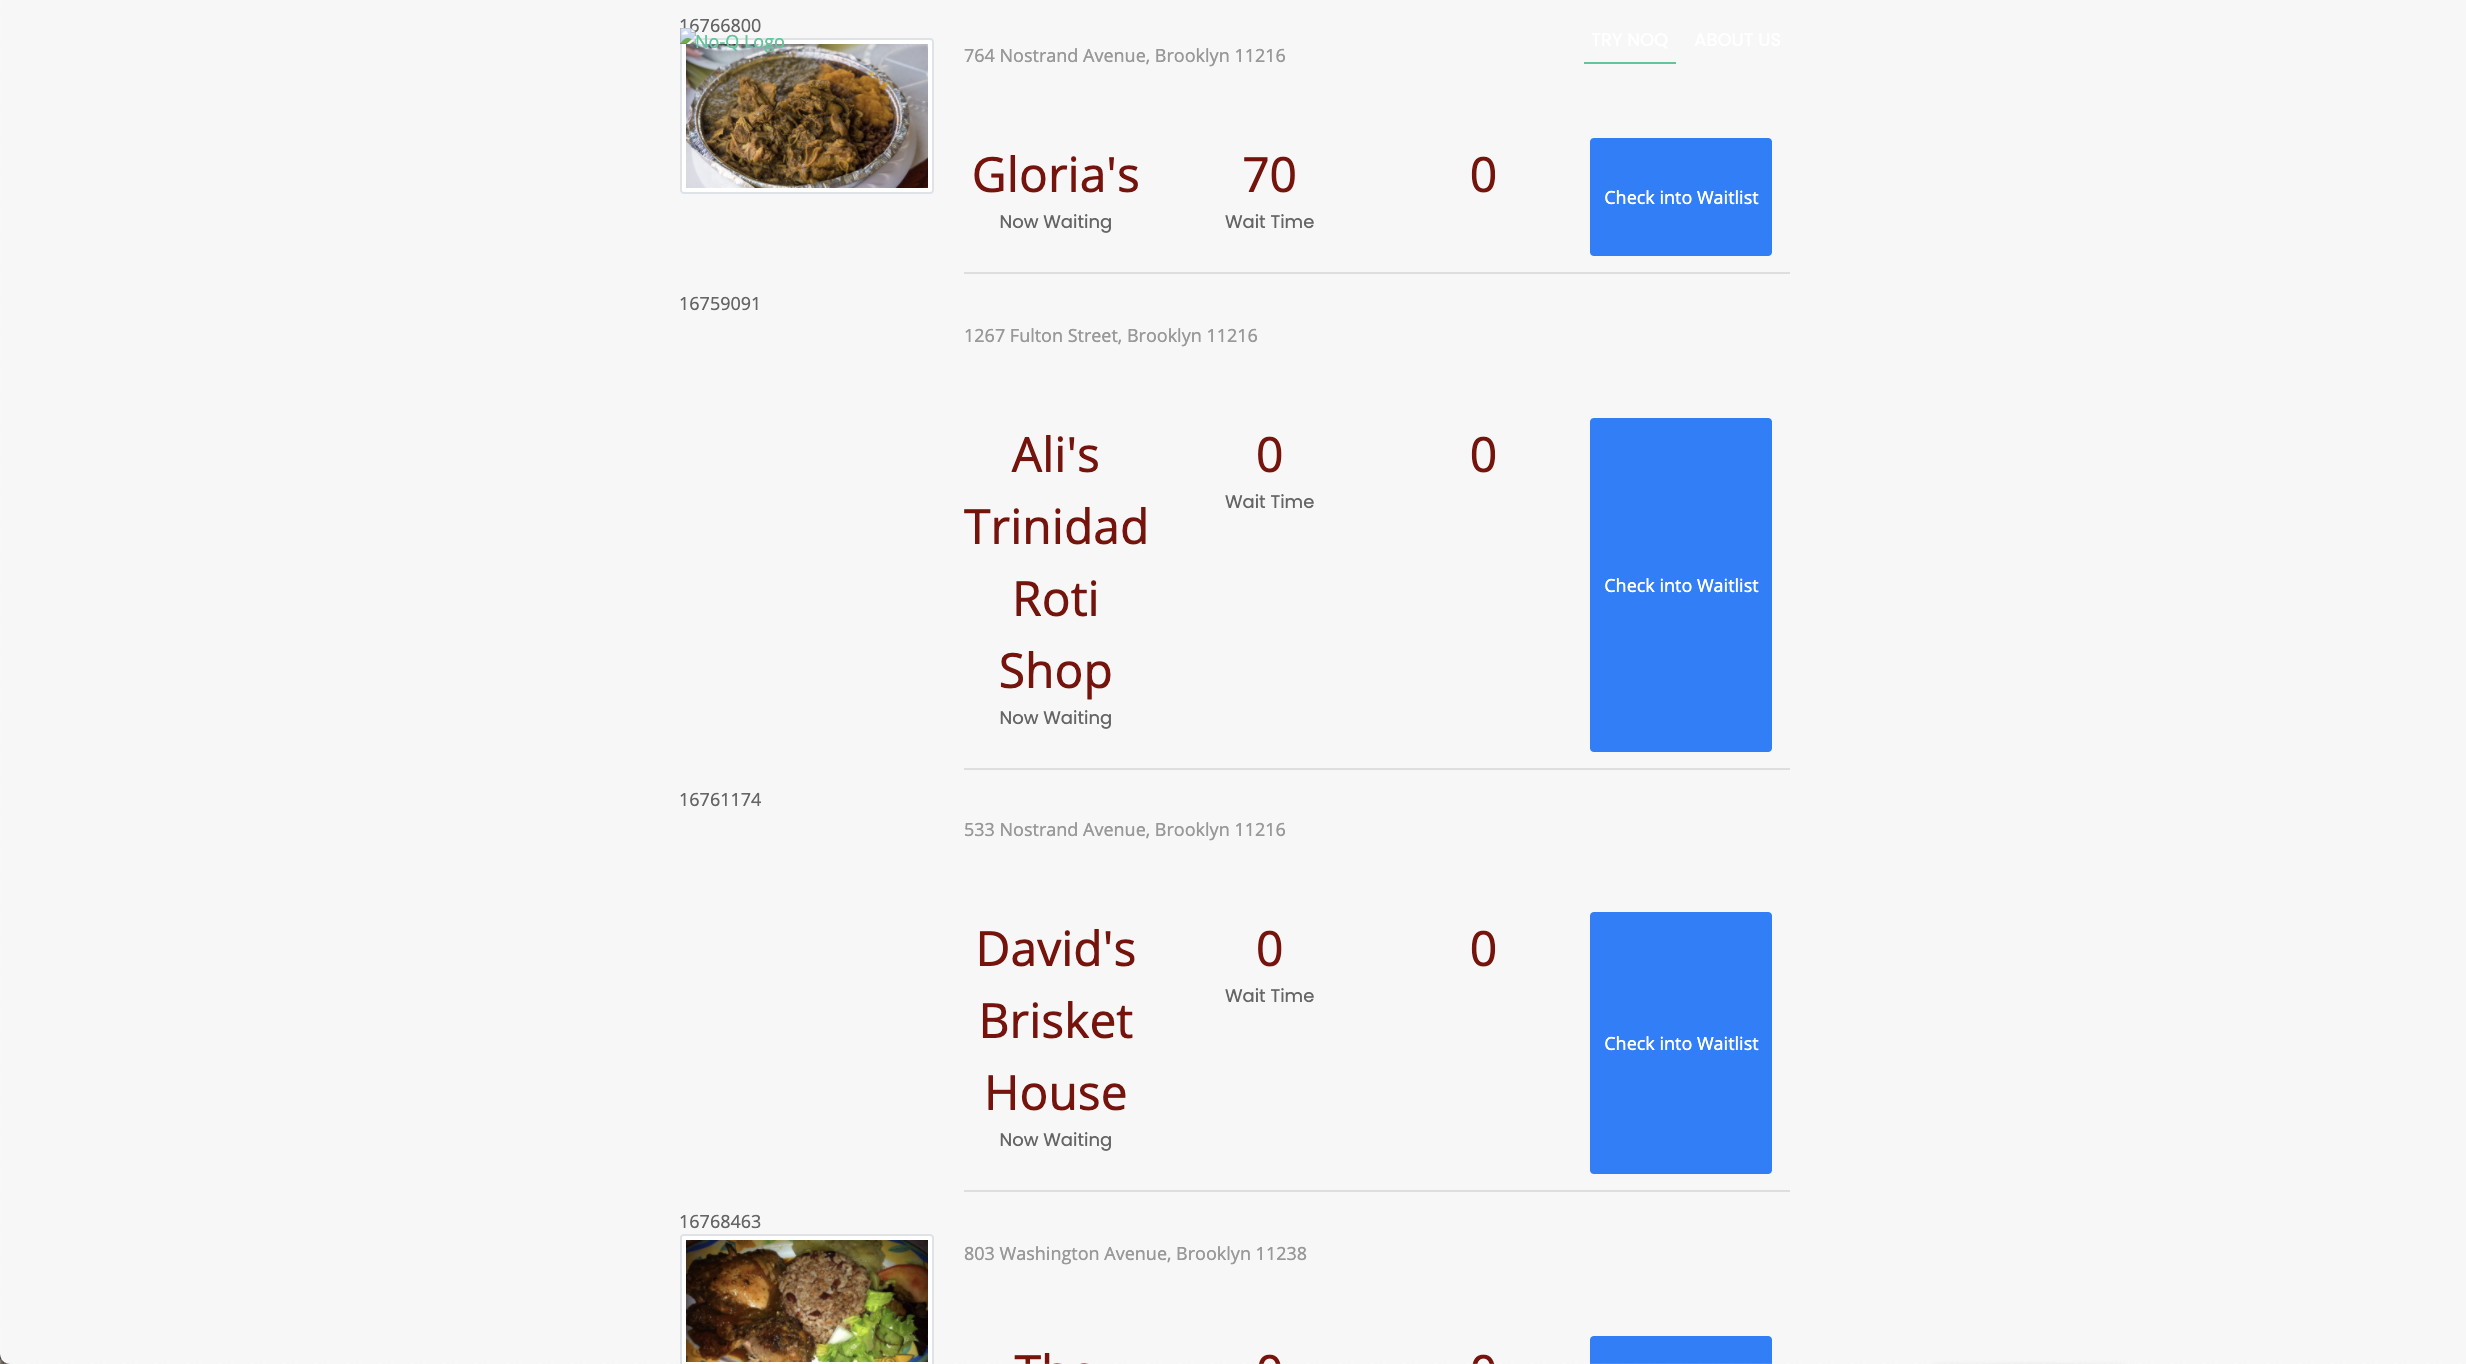 16766800
No-Q Logo
TRY NOQ ABOUT US
764 Nostrand Avenue, Brooklyn 11216
Gloria's 70 0
Now Waiting Wait Time
Check into Waitlist
16759091
1267 Fulton Street, Brooklyn 11216
Ali's 0 0
Wait Time
Trinidad
Roti
Shop
Now Waiting
Check into Waitlist
16761174
533 Nostrand Avenue, Brooklyn 11216
David's 0 0
Wait Time
Brisket
House
Now Waiting
Check into Waitlist
16768463
803 Washington Avenue, Brooklyn 11238
The 0 0